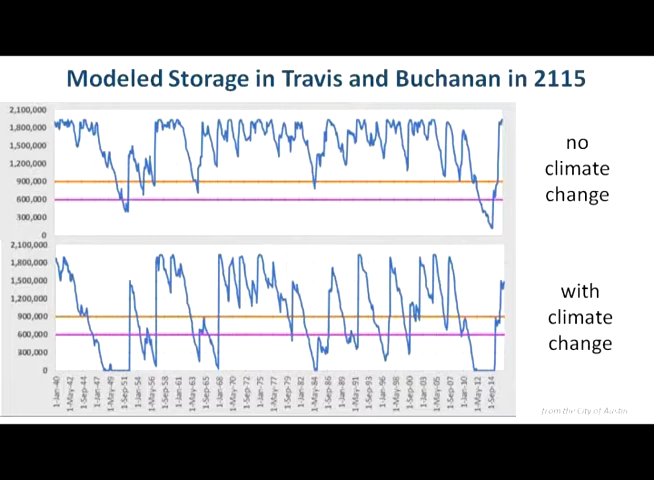 Modeled Storage in Travis and Buchanan in 2115
2,100,000
1,800,000
1,500,000
1,200,000
900,000
600,000
300,000
0
no
climate
change
2,100,000
1,800,000
1,500,000
1,200,000
900,000
600,000
300,000
0
with
climate
change
1-Jan-40
1-May-42
1-Sep-44
1-Jan-47
1-May-49
1-Sep-51
1-Jan-54
1-May-56
1-Sep-58
1-Jan-61
1-May-63
1-Sep-65
1-Jan-68
1-May-70
1-Sep-72
1-Jan-75
1-May-77
1-Sep-79
1-Jan-82
1-May-84
1-Sep-86
1-Jan-89
1-May-91
1-Sep-93
1-Jan-96
1-May-98
1-Sep-00
1-Jan-03
1-May-05
1-Sep-07
1-Jan-10
1-May-12
1-Sep-14
from the City of Austin